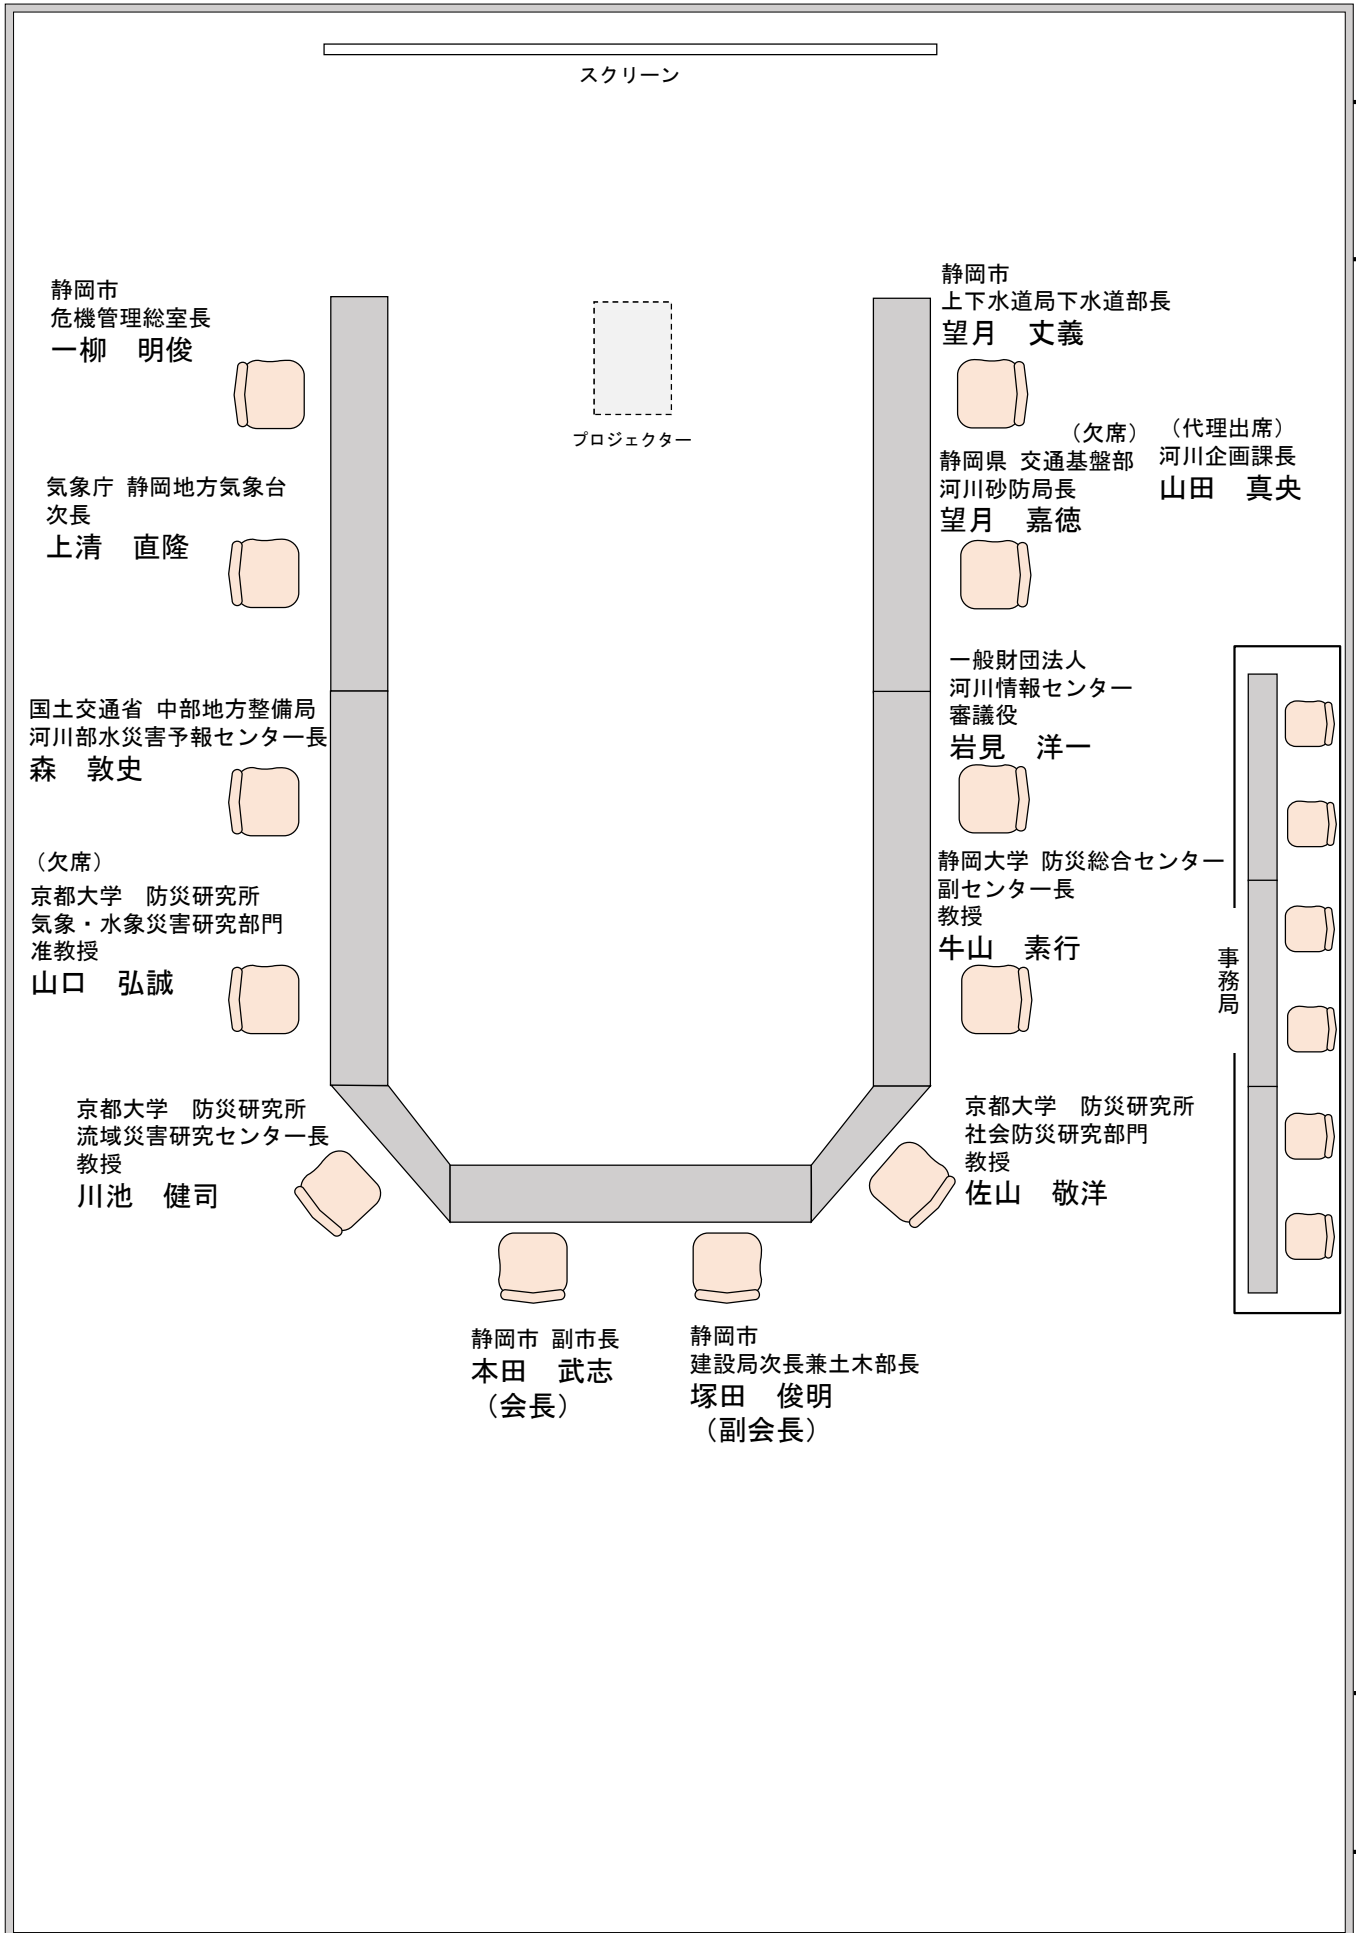 スクリーン
静岡市
危機管理総室長
一柳　明俊
気象庁 静岡地方気象台
次長
上清　直隆
国土交通省 中部地方整備局
河川部水災害予報センター長
森　敦史
（欠席）
京都大学　防災研究所
気象・水象災害研究部門
准教授
山口　弘誠
京都大学　防災研究所
流域災害研究センター長
教授
川池　健司
プロジェクター
静岡市
上下水道局下水道部長
望月　丈義
（欠席）
静岡県 交通基盤部
河川砂防局長
望月　嘉徳
（代理出席）
河川企画課長
山田　真央
一般財団法人
河川情報センター
審議役
岩見　洋一
静岡大学 防災総合センター
副センター長
教授
牛山　素行
京都大学　防災研究所
社会防災研究部門
教授
佐山　敬洋
事務局
静岡市 副市長
本田　武志
（会長）
静岡市
建設局次長兼土木部長
塚田　俊明
（副会長）